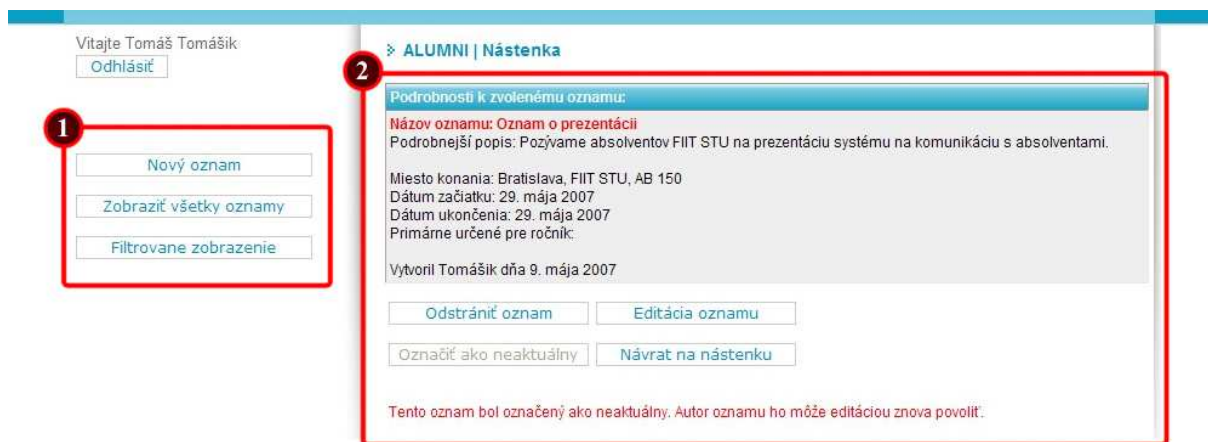 Vitajte Tomáš Tomášik
Odhlásiť
1
Nový oznam
Zobraziť všetky oznamy
Filtrovane zobrazenie
ALUMNI | Nástenka
2
Podrobnosti k zvolenému oznamu:
Názov oznamu: Oznam o prezentácii
Podrobnejší popis: Pozývame absolventov FIIT STU na prezentáciu systému na komunikáciu s absolventami.
Miesto konania: Bratislava, FIIT STU, AB 150
Dátum začiatku: 29. mája 2007
Dátum ukončenia: 29. mája 2007
Primárne určené pre ročník:
Vytvoril Tomášik dňa 9. mája 2007
Odstrániť oznam
Editácia oznamu
Označiť ako neaktuálny
Návrat na nástenku
Tento oznam bol označený ako neaktuálny. Autor oznamu ho môže editáciou znova povoliť.